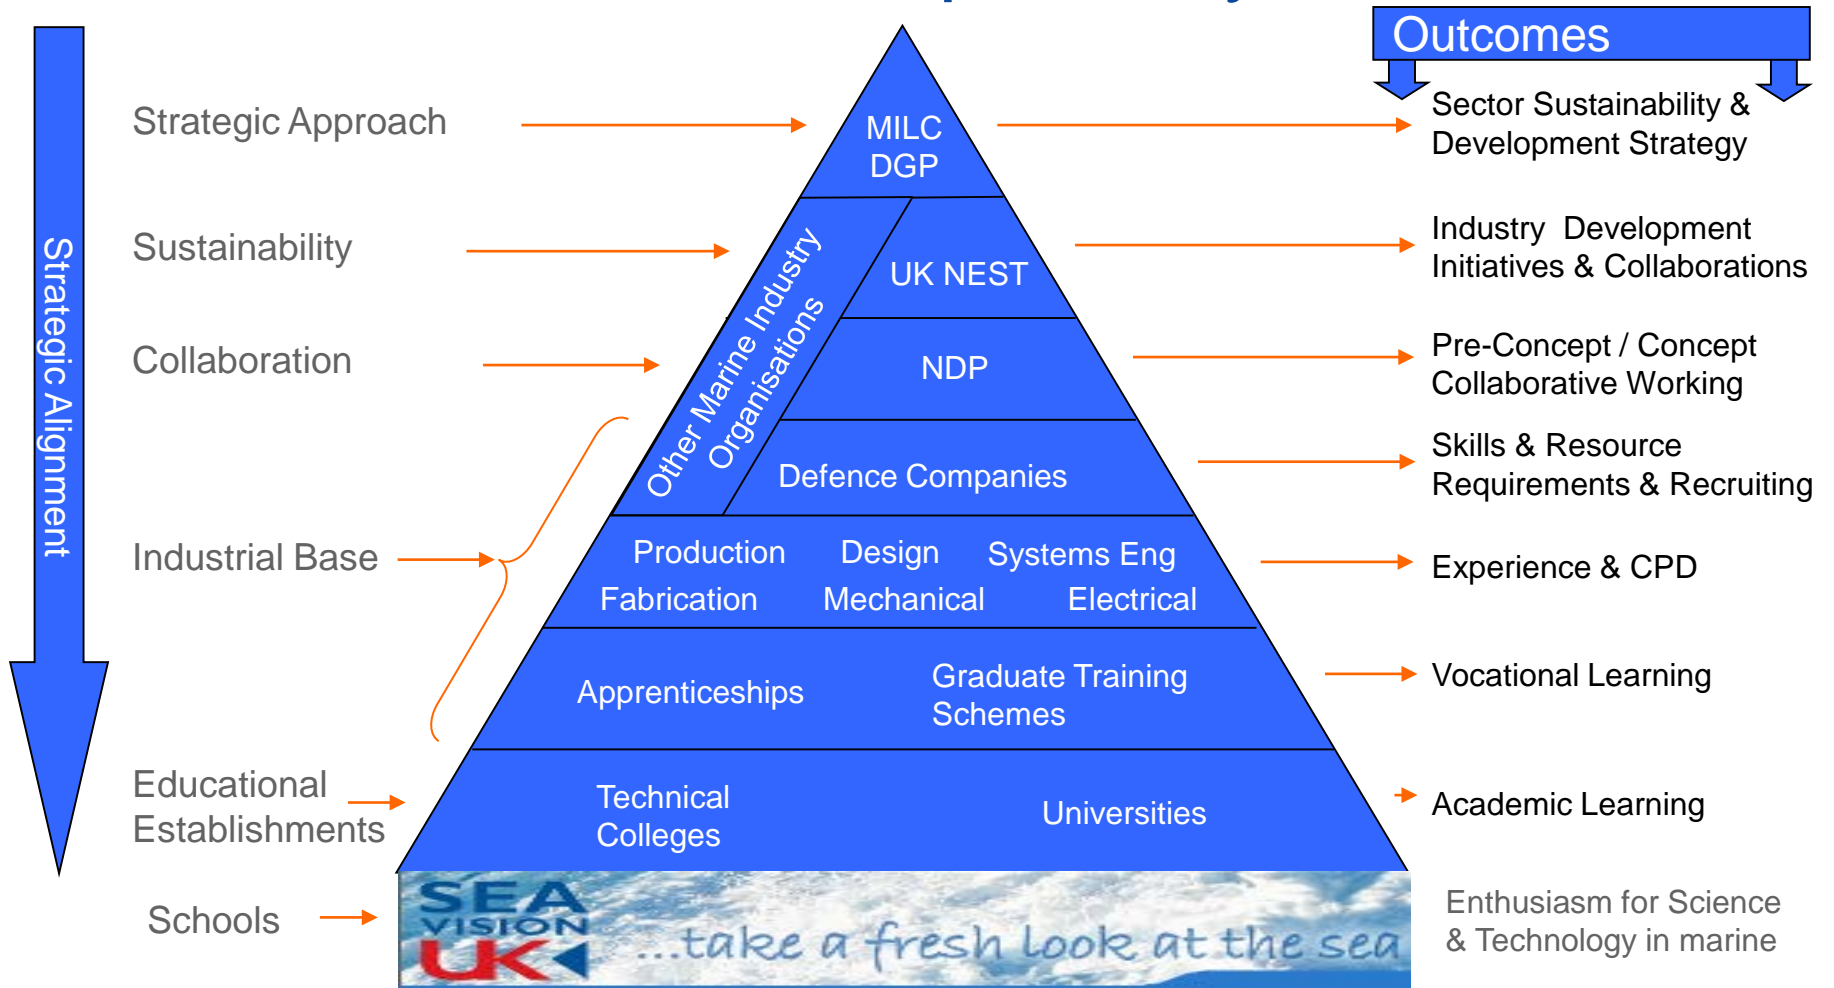 Outcomes
Strategic Alignment
Strategic Approach
MILC
DGP
Sector Sustainability &
Development Strategy
Sustainability
Other Marine Industry
Organisations
UK NEST
Industry Development
Initiatives & Collaborations
Collaboration
NDP
Pre-Concept / Concept
Collaborative Working
Defence Companies
Skills & Resource
Requirements & Recruiting
Industrial Base
Production Design Systems Eng
Fabrication Mechanical Electrical
Experience & CPD
Apprenticeships
Graduate Training
Schemes
Vocational Learning
Educational
Establishments
Technical
Colleges
Universities
Academic Learning
Schools
SEA
VISION
UK
...take a fresh look at the sea
Enthusiasm for Science
& Technology in marine